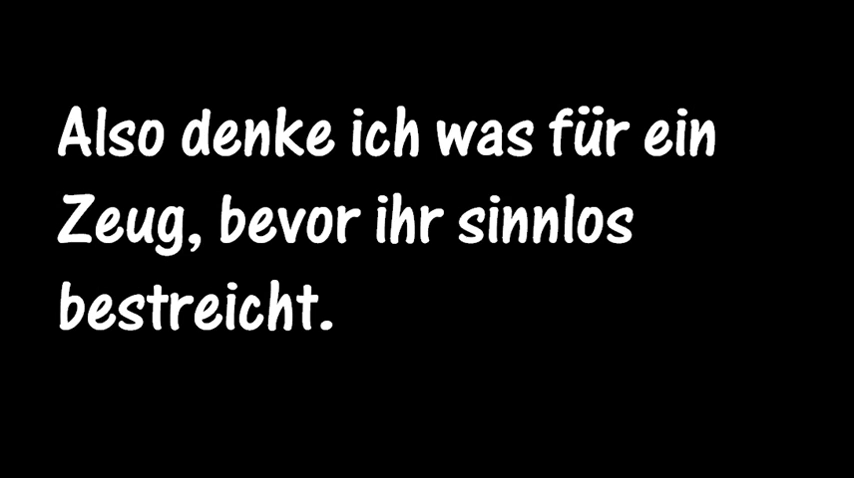 Also denke ich was für ein
Zeug, bevor ihr sinnlos
bestreicht.